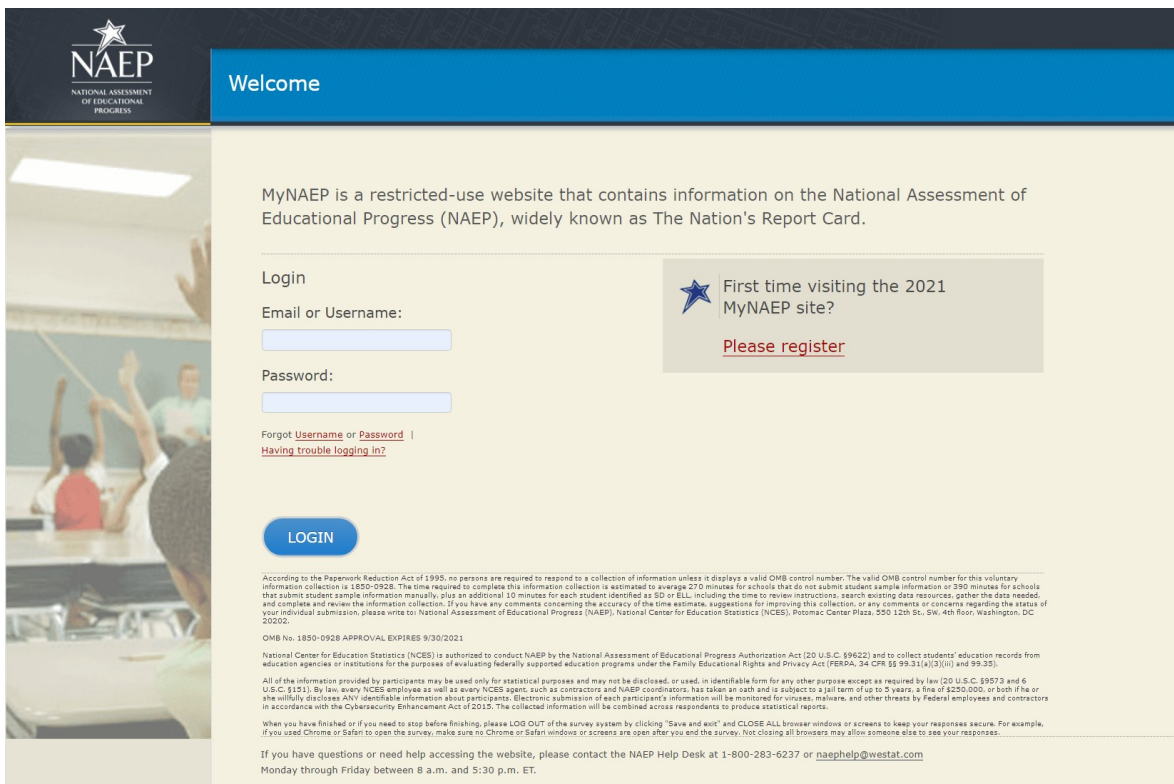 NAEP
NATIONAL ASSESSMENT
OF EDUCATIONAL
PROGRESS
Welcome
MyNAEP is a restricted-use website that contains information on the National Assessment of
Educational Progress (NAEP), widely known as The Nation's Report Card.
Login
Email or Username:
Password:
Forgot Username or Password |
Having trouble logging in?
First time visiting the 2021
MyNAEP site?
Please register
LOGIN
According to the Paperwork Reduction Act of 1995, no persons are required to respond to a collection of information unless it displays a valid OMB control number. The valid OMB control number for this voluntary
information collection is 1850-0928. The time required to complete this information collection is estimated to average 270 minutes for schools that do not submit student sample information or 390 minutes for schools
that submit student sample information manually, plus an additional 10 minutes for each student identified as SD or ELL, including the time to review instructions, search existing data resources, gather the data needed,
and complete and review the information collection. If you have any comments concerning the accuracy of the time estimate, suggestions for improving this collection, or any comments or concerns regarding the status of
your individual submission, please write to: National Assessment of Educational Progress (NAEP), National Center for Education Statistics (NCES), Potomac Center Plaza, 550 12th St., SW, 4th floor, Washington, DC
20202.
OMB No. 1850-0928 APPROVAL EXPIRES 9/30/2021
National Center for Education Statistics (NCES) is authorized to conduct NAEP by the National Assessment of Educational Progress Authorization Act (20 U.S.C. §9622) and to collect students' education records from
education agencies or institutions for the purposes of evaluating federally supported education programs under the Family Educational Rights and Privacy Act (FERPA, 34 CFR §§ 99.31(a)(3)(iii) and 99.35).
All of the information provided by participants may be used only for statistical purposes and may not be disclosed, or used, in identifiable form for any other purpose except as required by law (20 U.S.C. §9573 and 6
U.S.C. §151). By law, every NCES employee as well as every NCES agent, such as contractors and NAEP coordinators, has taken an oath and is subject to a jail term of up to 5 years, a fine of $250,000, or both if he or
she willfully discloses ANY identifiable information about participants. Electronic submission of each participant's information will be monitored for viruses, malware, and other threats by Federal employees and contractors
in accordance with the Cybersecurity Enhancement Act of 2015. The collected information will be combined across respondents to produce statistical reports.
When you have finished or if you need to stop before finishing, please LOG OUT of the survey system by clicking "Save and exit" and CLOSE ALL browser windows or screens to keep your responses secure. For example,
if you used Chrome or Safari to open the survey, make sure no Chrome or Safari windows or screens are open after you end the survey. Not closing all browsers may allow someone else to see your responses.
If you have questions or need help accessing the website, please contact the NAEP Help Desk at 1-800-283-6237 or naephelp@westat.com
Monday through Friday between 8 a.m. and 5:30 p.m. ET.